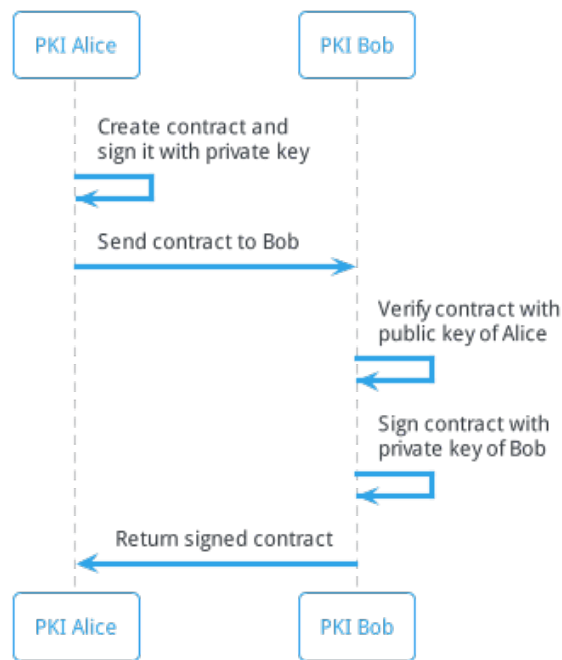 PKI Alice
PKI Bob
Create contract and
sign it with private key
Send contract to Bob
Verify contract with
public key of Alice
Sign contract with
private key of Bob
Return signed contract
PKI Alice
PKI Bob